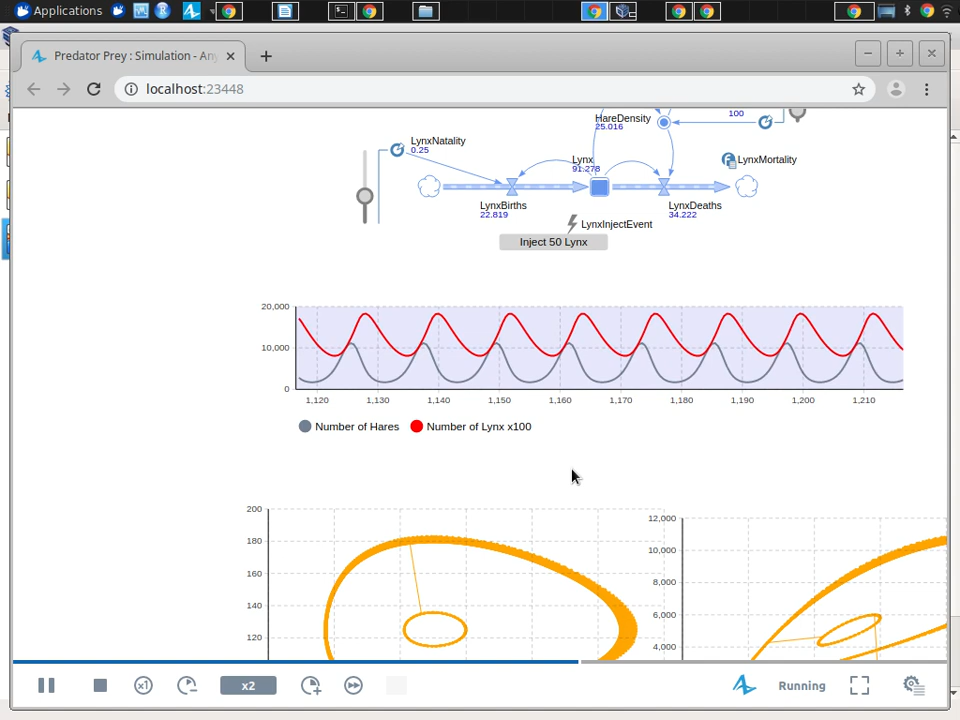 Applications
Predator Prey : Simulation - Any
localhost:23448
HareDensity
25.016
100
LynxNatality
0.25
Lynx
91.278
LynxMortality
LynxBirths
22.819
LynxDeaths
34.222
LynxInjectEvent
Inject 50 Lynx
20,000
10,000
0
1,120 1,130 1,140 1,150 1,160 1,170 1,180 1,190 1,200 1,210
Number of Hares Number of Lynx x100
200
180
160
140
120
12,000
10,000
8,000
6,000
4,000
x1 x2 Running